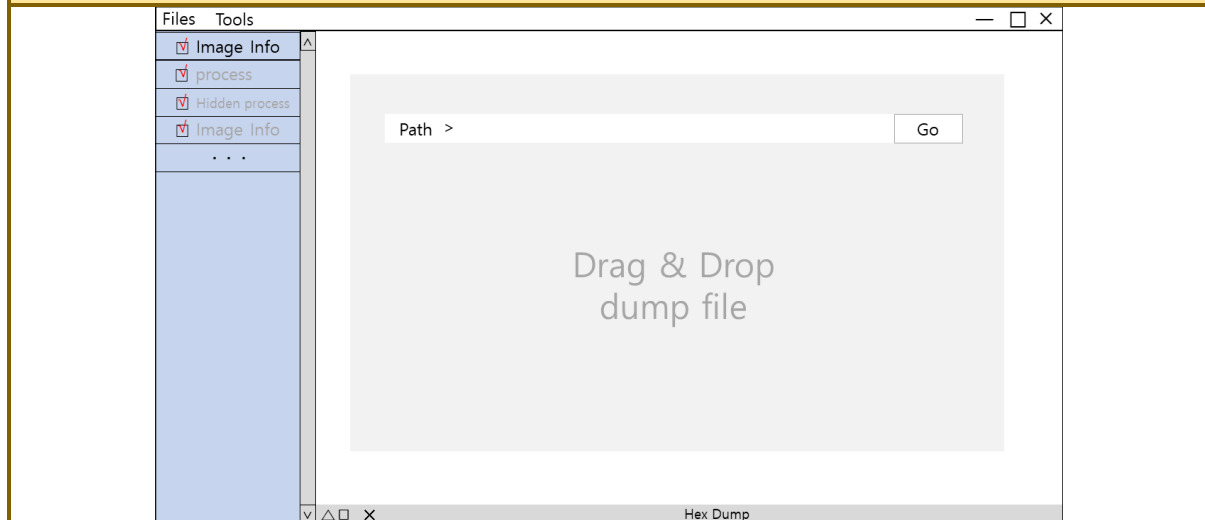 Files Tools
Image Info
process
Hidden process
Image Info
. . .
Path >
Go
Drag & Drop
dump file
Hex Dump